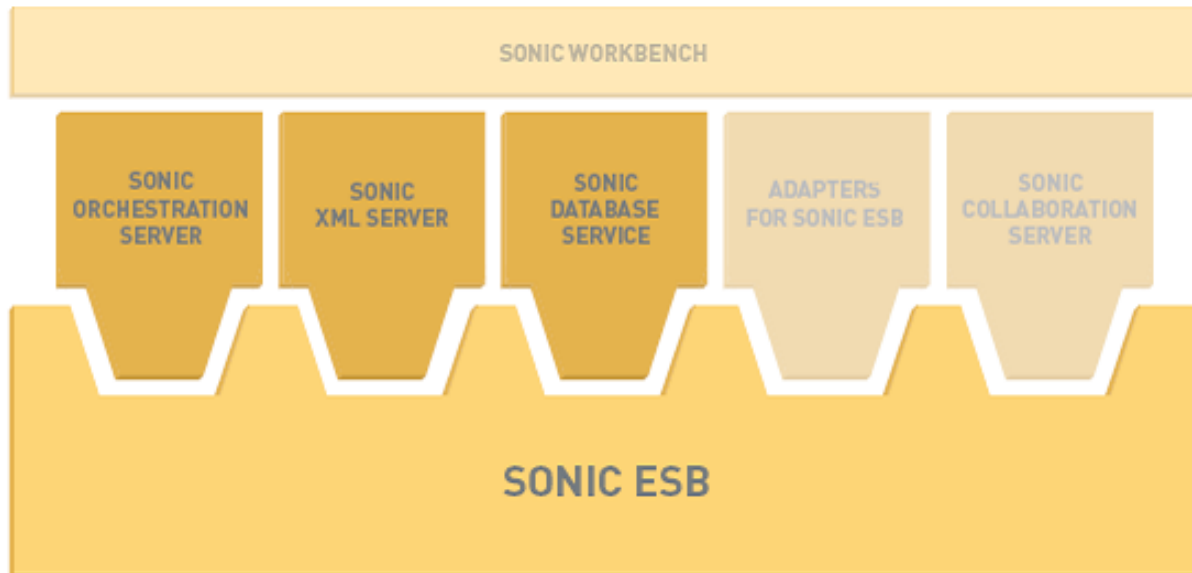 SONIC WORKBENCH
SONIC
ORCHESTRATION
SERVER
SONIC
XML SERVER
SONIC
DATABASE
SERVICE
ADAPTERS
FOR SONIC ESB
SONIC
COLLABORATION
SERVER
SONIC ESB